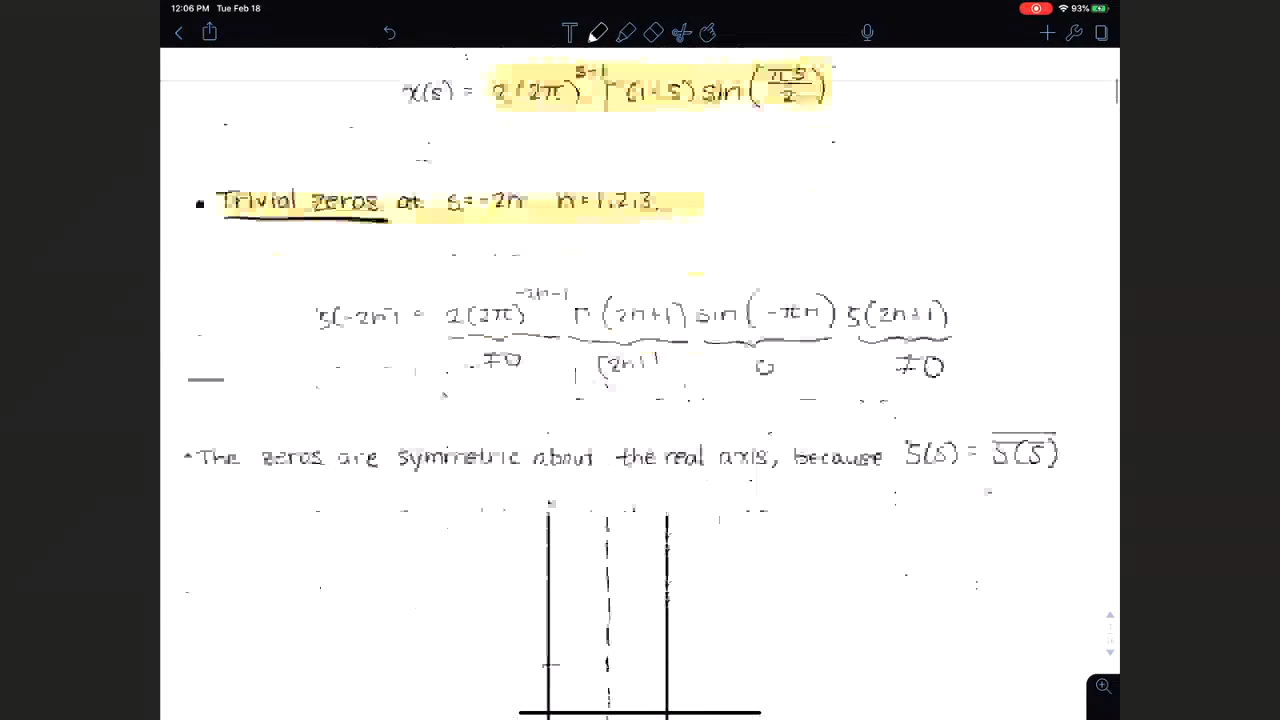 12:06 PM Tue Feb 18 93%
χ(s) = 2(2π)^{s-1} Γ(1-s) sin(πs/2)
• Trivial zeros at s=-2n n=1,2,3.
ζ(-2n) = 2(2π)^{-2n-1} Γ(2n+1) sin(-πn) ζ(2n+1)
≠0 (2n)! 0 ≠0
• The zeros are symmetric about the real axis, because ζ(s) = \overline{ζ(\overline{s})}